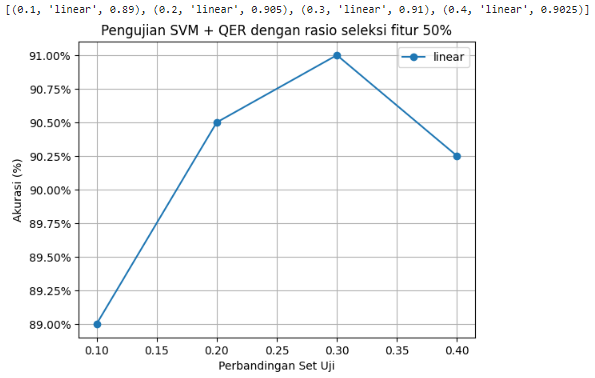 [(0.1, 'linear', 0.89), (0.2, 'linear', 0.905), (0.3, 'linear', 0.91), (0.4, 'linear', 0.9025)]
Pengujian SVM + QER dengan rasio seleksi fitur 50%
linear
91.00%
90.75%
90.50%
90.25%
90.00%
89.75%
89.50%
89.25%
89.00%
Akurasi (%)
0.10 0.15 0.20 0.25 0.30 0.35 0.40
Perbandingan Set Uji